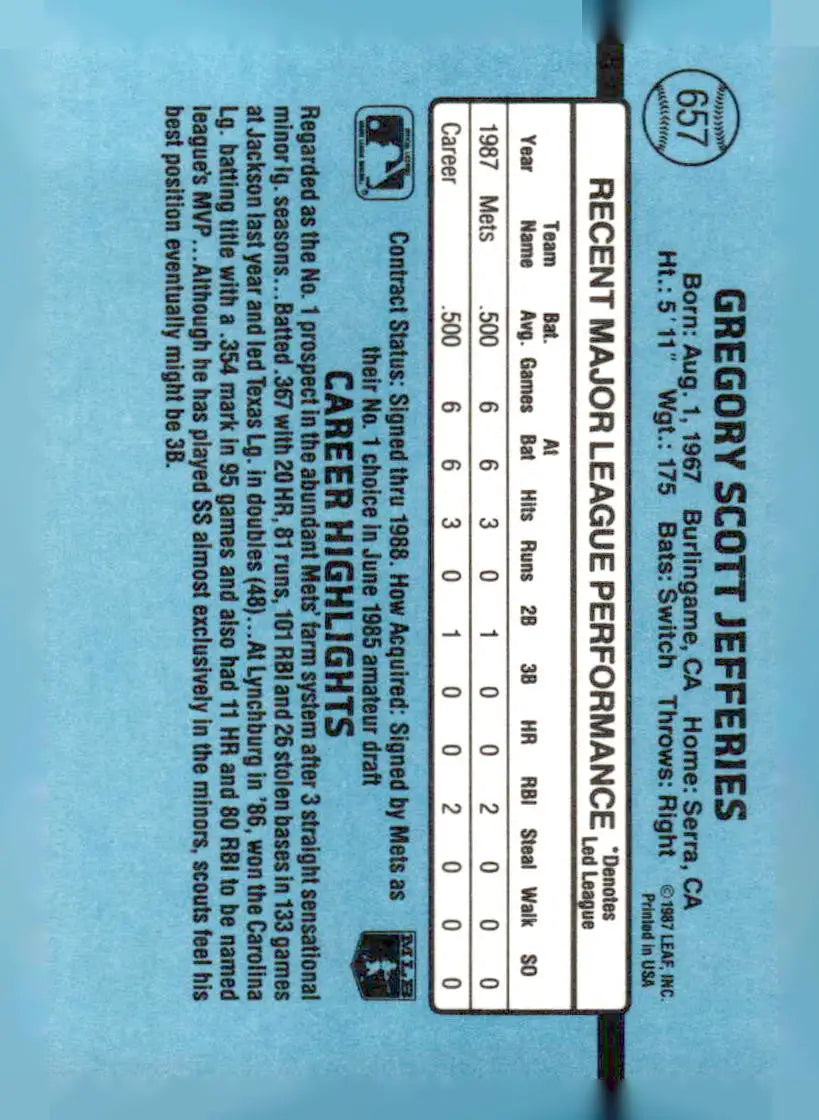 657
GREGORY SCOTT JEFFERIES
Born: Aug. 1, 1967 Burlingame, CA Home: Serra, CA
Ht.: 5'11" Wgt.: 175 Bats: Switch Throws: Right
©1987 LEAF, INC.
Printed in USA
RECENT MAJOR LEAGUE PERFORMANCE *Denotes Led League
Year Team Name Bat. Avg. Games At Bat Hits Runs 2B 3B HR RBI Steal Walk SO
1987 Mets .500 6 6 3 0 1 0 0 2 0 0 0
Career .500 6 6 3 0 1 0 0 2 0 0 0
Contract Status: Signed thru 1988. How Acquired: Signed by Mets as
their No. 1 choice in June 1985 amateur draft
MLB
CAREER HIGHLIGHTS
Regarded as the No. 1 prospect in the abundant Mets' farm system after 3 straight sensational
minor lg. seasons...Batted .367 with 20 HR, 81 runs, 101 RBI and 26 stolen bases in 133 games
at Jackson last year and led Texas Lg. in doubles (48)...At Lynchburg in '86, won the Carolina
Lg. batting title with a .354 mark in 95 games and also had 11 HR and 80 RBI to be named
league's MVP...Although he has played SS almost exclusively in the minors, scouts feel his
best position eventually might be 3B.